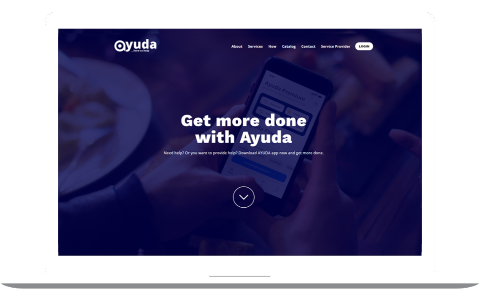 ayuda
About Services How Catalog Contact Service Provider LOGIN
Get more done
with Ayuda
Need help? Or you want to provide help? Download AYUDA app now and get more done.